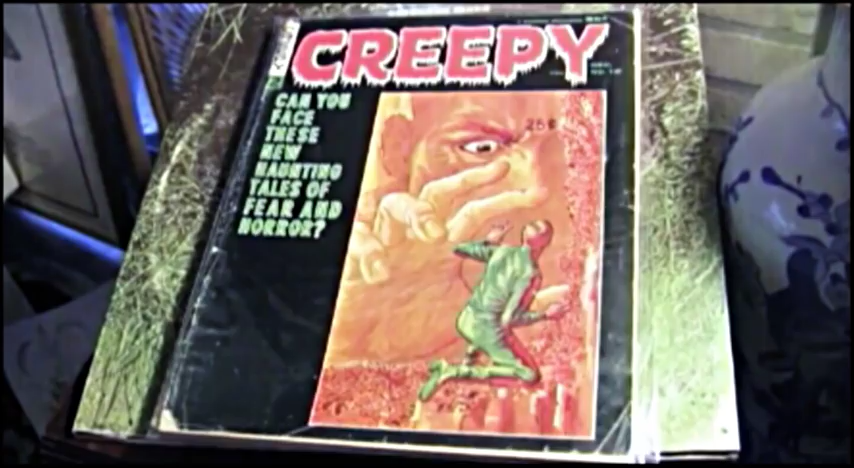 CREEPY
CAN YOU
FACE
THESE
NEW
HAUNTING
TALES OF
FEAR AND
HORROR?
25¢